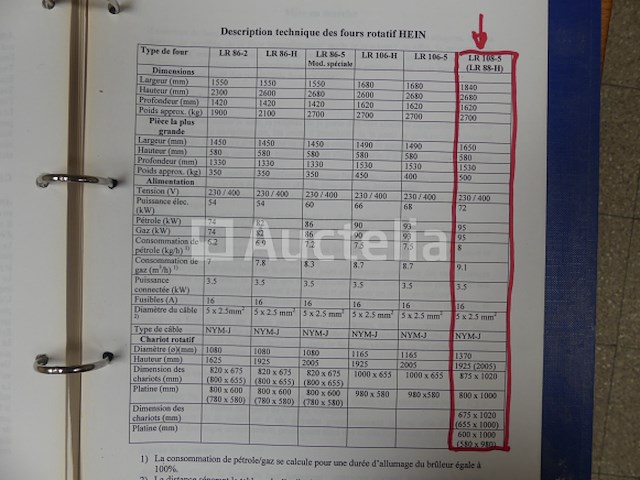 Description technique des fours rotatif HEIN
Type de four LR 86-2 LR 86-H LR 86-5 LR 106-H LR 106-5 LR 108-5
Mod. spéciale (LR 88-H)
Dimensions
Largeur (mm) 1550 1550 1550 1680 1680 1840
Hauteur (mm) 2300 2600 2680 2600 2680 2680
Profondeur (mm) 1420 1420 1420 1620 1620 1620
Poids approx. (kg) 1900 2100 2700 2700 2700 2700
Pièce la plus
grande
Largeur (mm) 1450 1450 1450 1490 1490 1650
Hauteur (mm) 580 580 580 580 580 580
Profondeur (mm) 1330 1330 1330 1530 1530 1530
Poids approx. (kg) 350 350 350 450 400 500
Alimentation
Tension (V) 230 / 400 230 / 400 230 / 400 230 / 400 230 / 400 230 / 400
Puissance élec. 54 54 60 66 68 72
(kW)
Pétrole (kW) 74 82 86 90 93 95
Gaz (kW) 74 82 86 90 93 95
Consommation de 6.2 6.9 7.2 7.5 7.5 8
pétrole (kg/h)
Consommation de 7 7.8 8.3 8.7 8.7 9.1
gaz (m³/h) 1)
Puissance 3.5 3.5 3.5 3.5 3.5 3.5
connectée (kW)
Fusibles (A) 16 16 16 16 16 16
Diamètre du câble 5 x 2.5mm² 5 x 2.5 mm² 5 x 2.5 mm² 5 x 2.5 mm² 5 x 2.5 mm² 5 x 2.5 mm²
2)
Type de câble NYM-J NYM-J NYM-J NYM-J NYM-J NYM-J
Chariot rotatif
Diamètre (ø)(mm) 1080 1080 1080 1165 1165 1370
Hauteur (mm) 1625 1925 2005 1925 2005 1925 (2005)
Dimension des 820 x 675 820 x 675 820 x 675 1000 x 655 1000 x 655 875 x 1020
chariots (mm) (800 x 655) (800 x 655) (800 x 655)
Platine (mm) 800 x 600 800 x 600 800 x 600 980 x 580 980 x580 800 x 1000
(780 x 580) (780 x 580) (780 x 580)
Dimension des 675 x 1020
chariots (mm) (655 x 1000)
Platine (mm) 600 x 1000
(580 x 980)
1) La consommation de pétrole/gaz se calcule pour une durée d'allumage du brûleur égale à
100%.
Auctelia